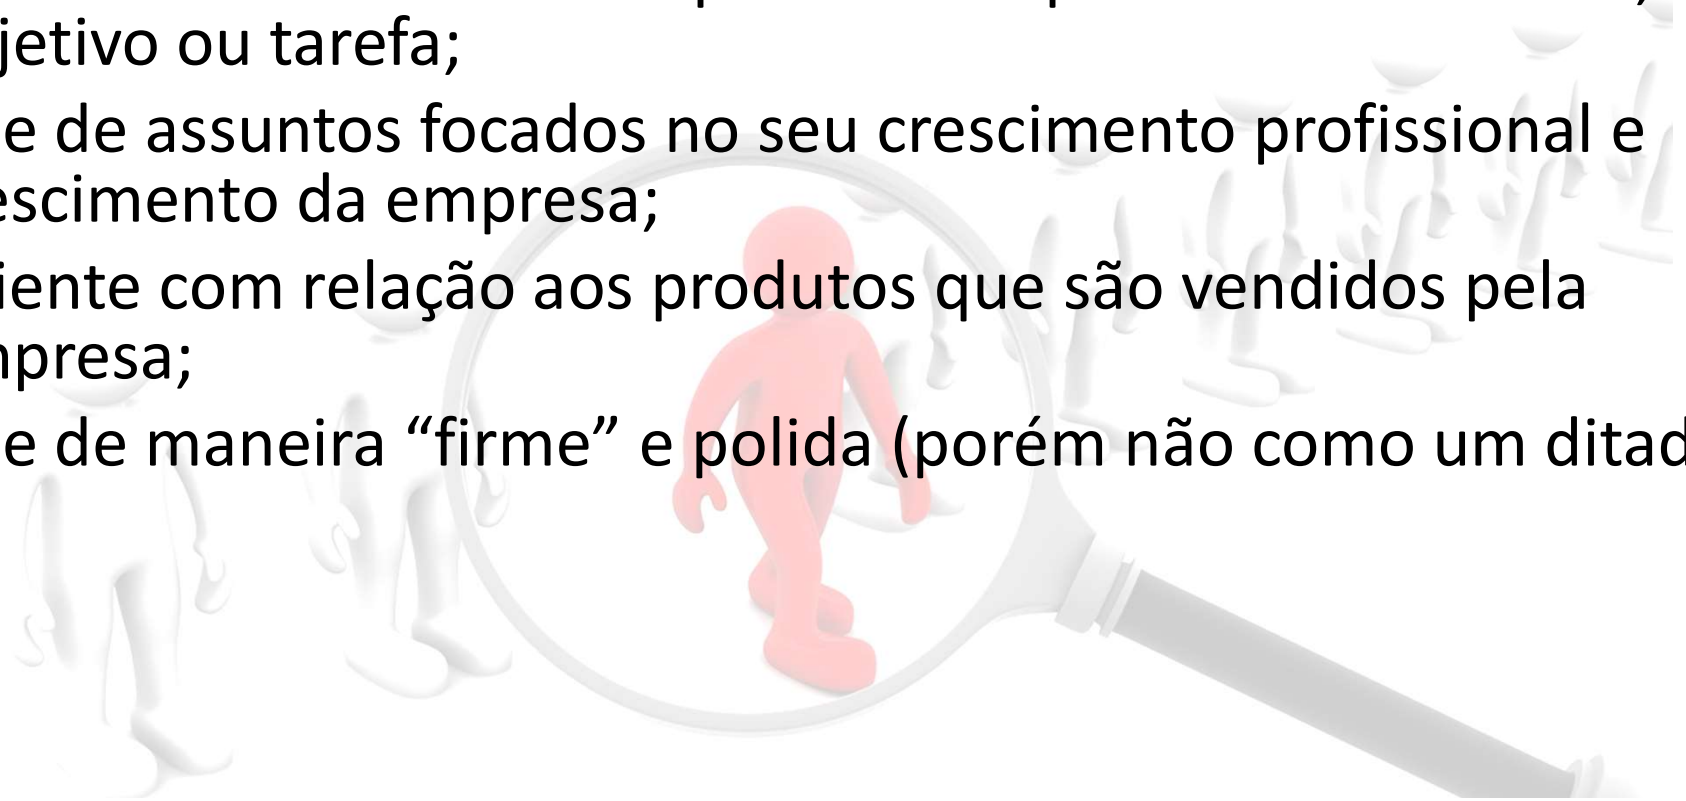 jetivo ou tarefa;
e de assuntos focados no seu crescimento profissional e
escimento da empresa;
iente com relação aos produtos que são vendidos pela
mpresa;
e de maneira “firme” e polida (porém não como um ditad